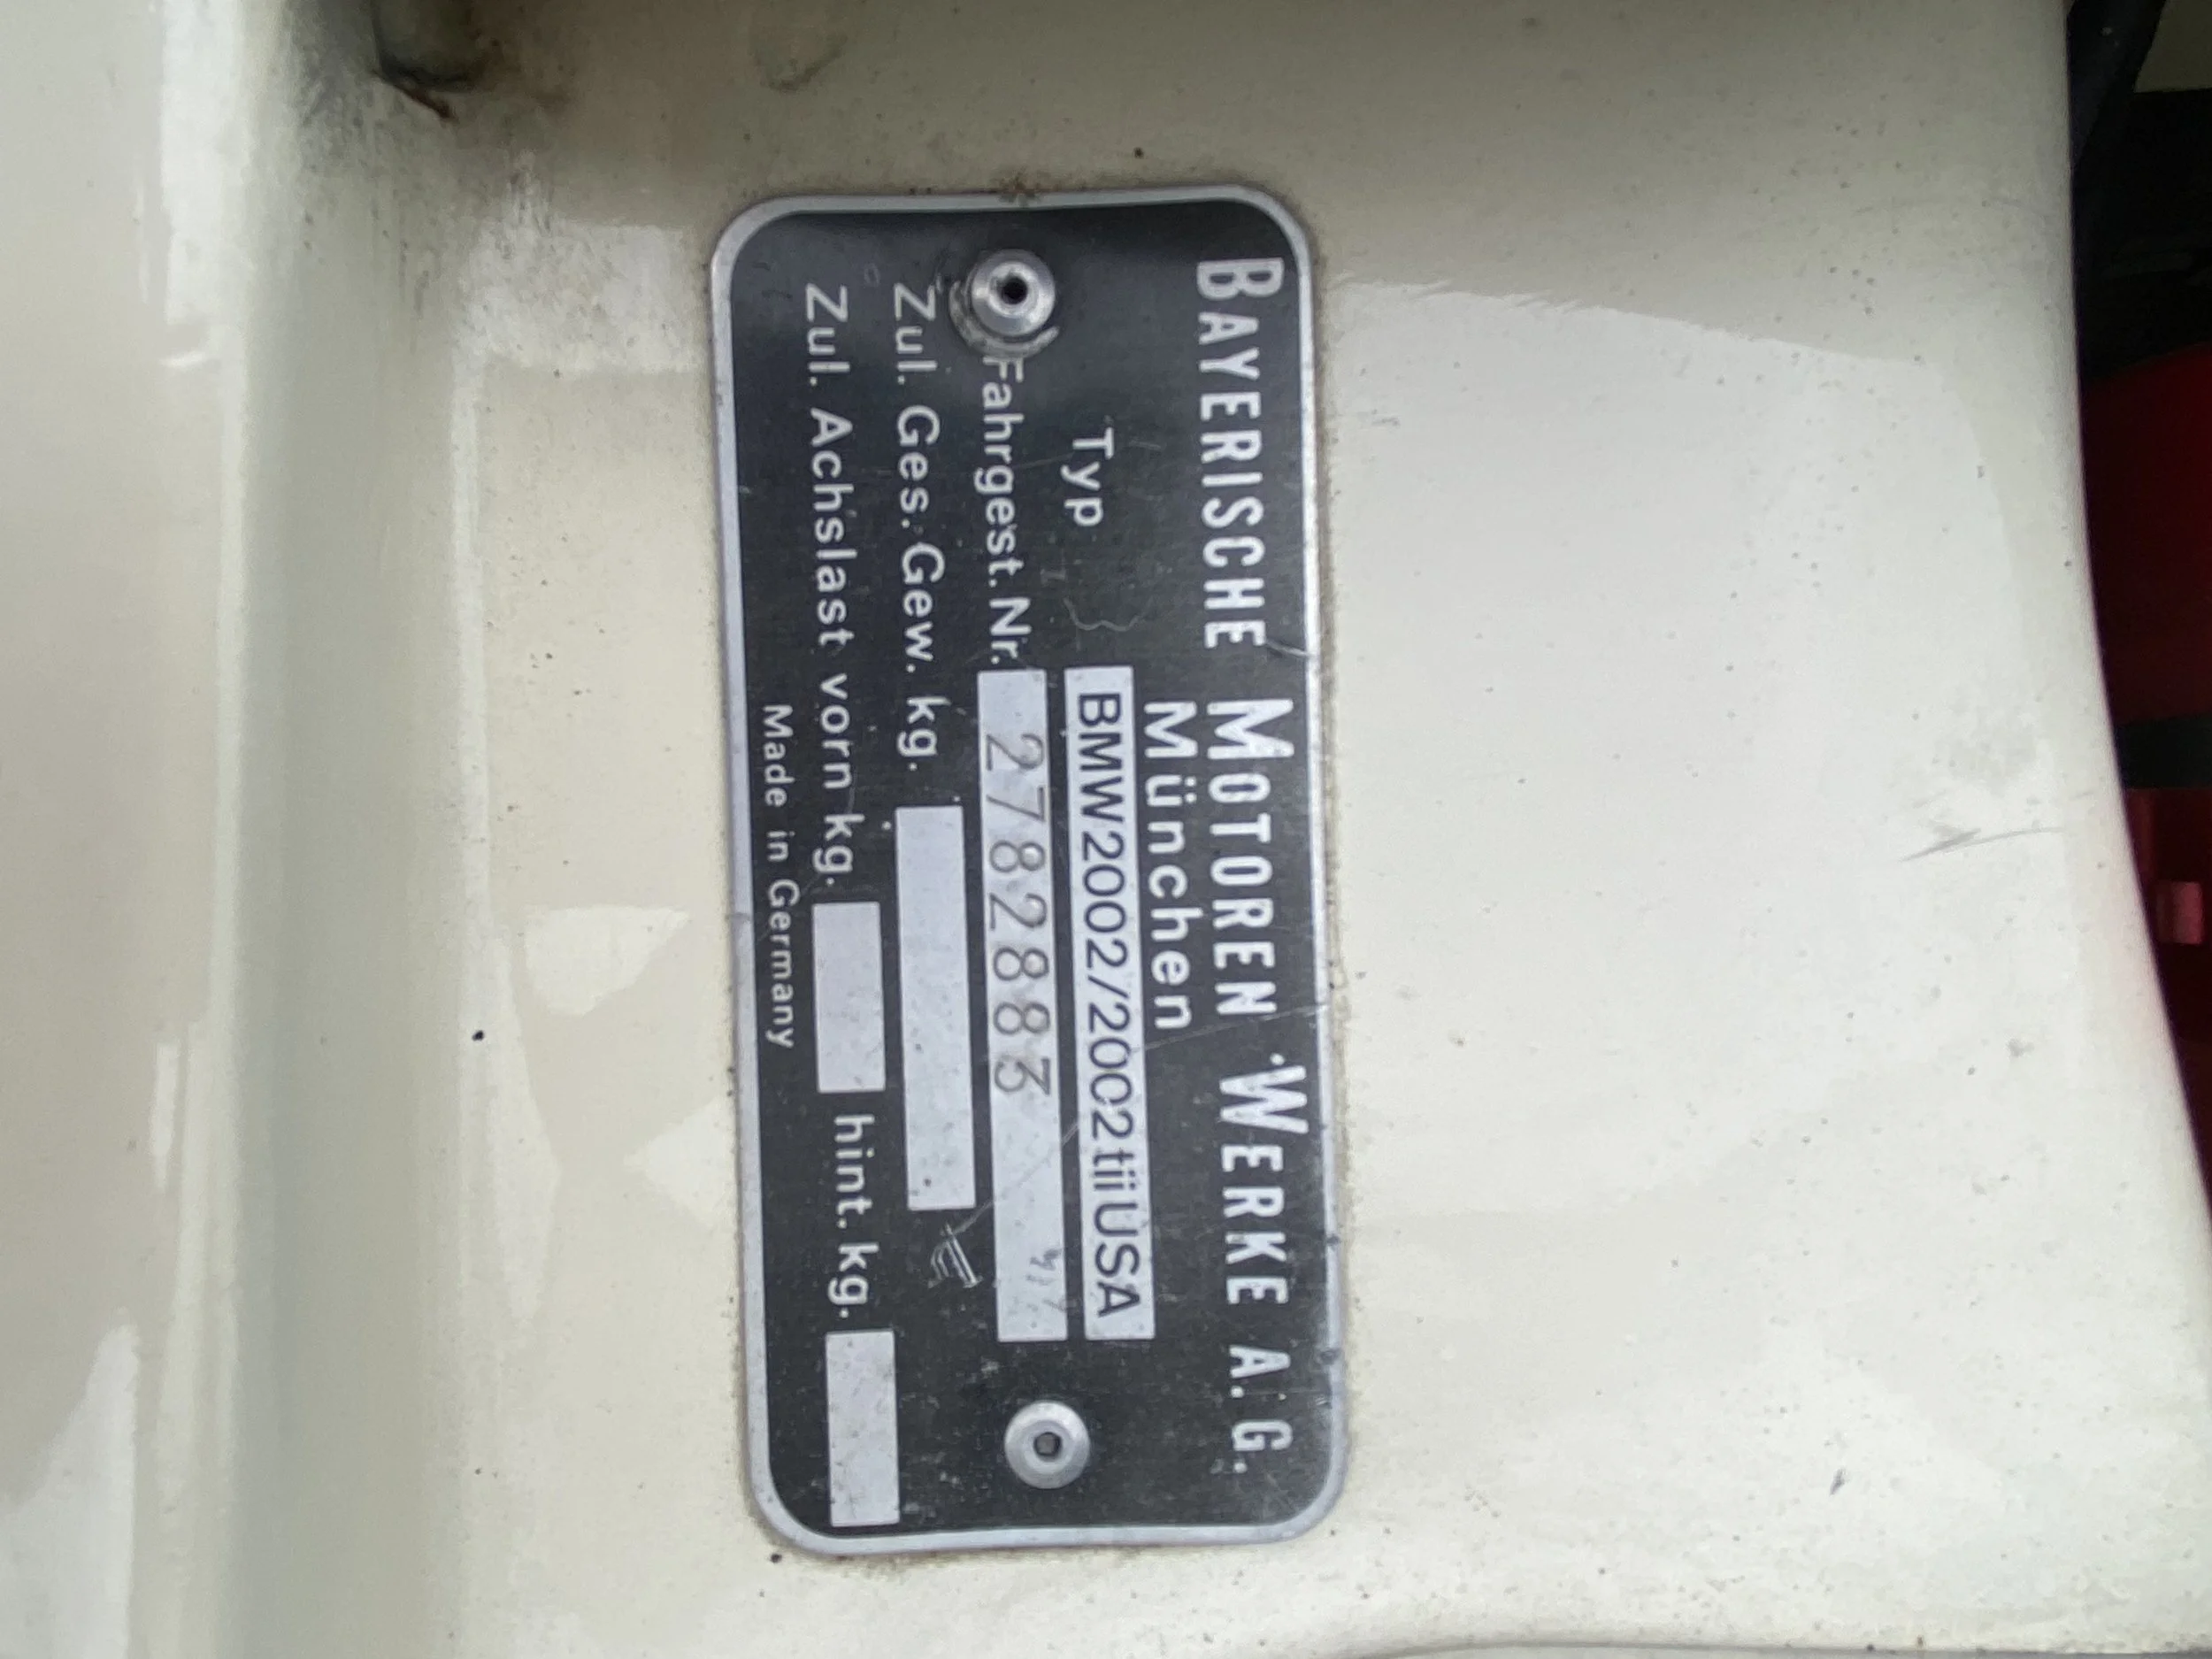 BAYERISCHE MOTOREN WERKE A. G.
München
Typ BMW2002/2002tiiUSA
Fahrgest. Nr. 2782883
Zul. Ges. Gew. kg.
Zul. Achslast vorn kg. hint. kg.
Made in Germany